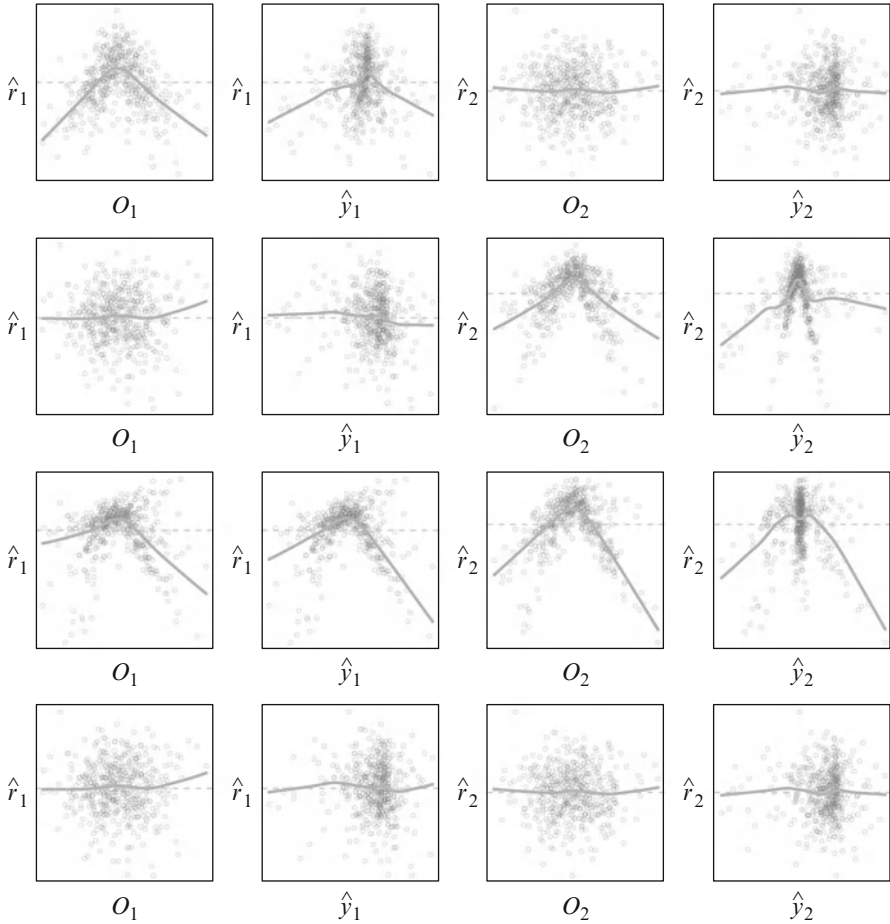 r̂₁ r̂₁ r̂₂ r̂₂
O₁ ŷ₁ O₂ ŷ₂
r̂₁ r̂₁ r̂₂ r̂₂
O₁ ŷ₁ O₂ ŷ₂
r̂₁ r̂₁ r̂₂ r̂₂
O₁ ŷ₁ O₂ ŷ₂
r̂₁ r̂₁ r̂₂ r̂₂
O₁ ŷ₁ O₂ ŷ₂